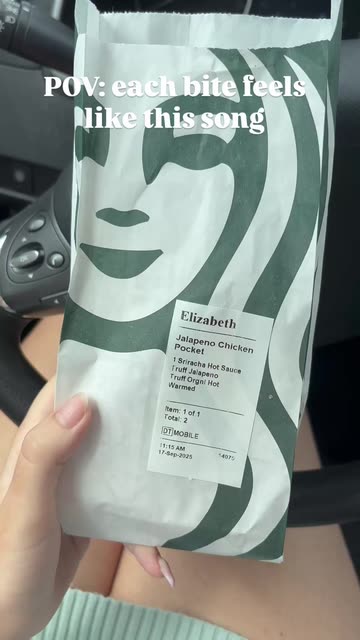 POV: each bite feels
like this song
Elizabeth
Jalapeno Chicken
Pocket
1 Sriracha Hot Sauce
Truff Jalapeno
Truff Orgnl Hot
Warmed
Item: 1 of 1
Total: 2
DT MOBILE
11:15 AM
17-Sep-2025 14075